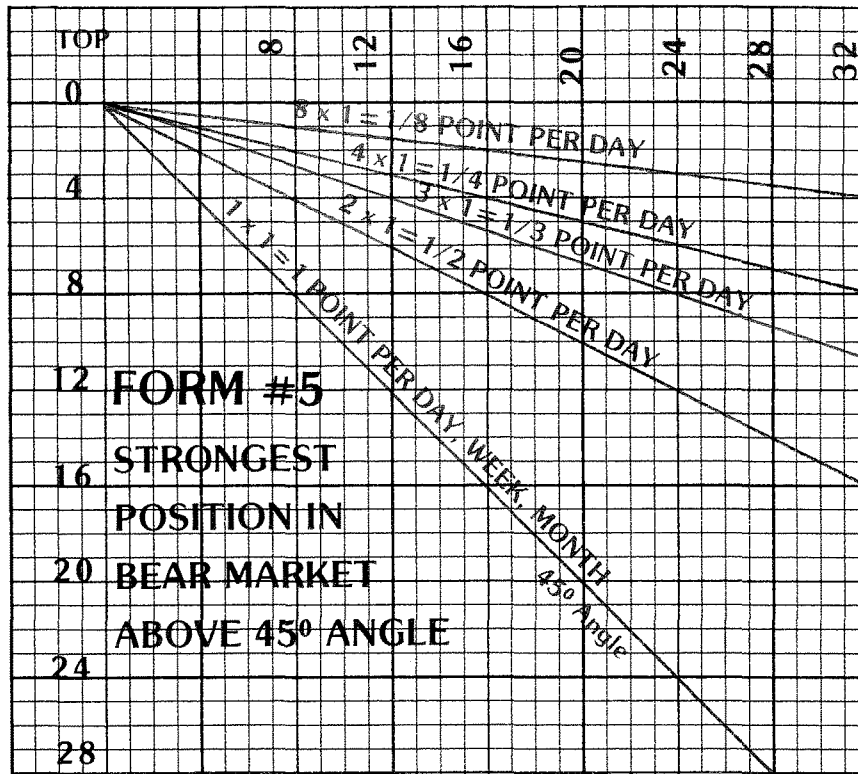 TOP
8
12
16
20
24
28
32
0
4
8
12
16
20
24
28
8 x 1 = 1/8 POINT PER DAY
4 x 1 = 1/4 POINT PER DAY
3 x 1 = 1/3 POINT PER DAY
2 x 1 = 1/2 POINT PER DAY
1 x 1 = 1 POINT PER DAY, WEEK, MONTH
45º Angle
FORM #5
STRONGEST
POSITION IN
BEAR MARKET
ABOVE 45º ANGLE